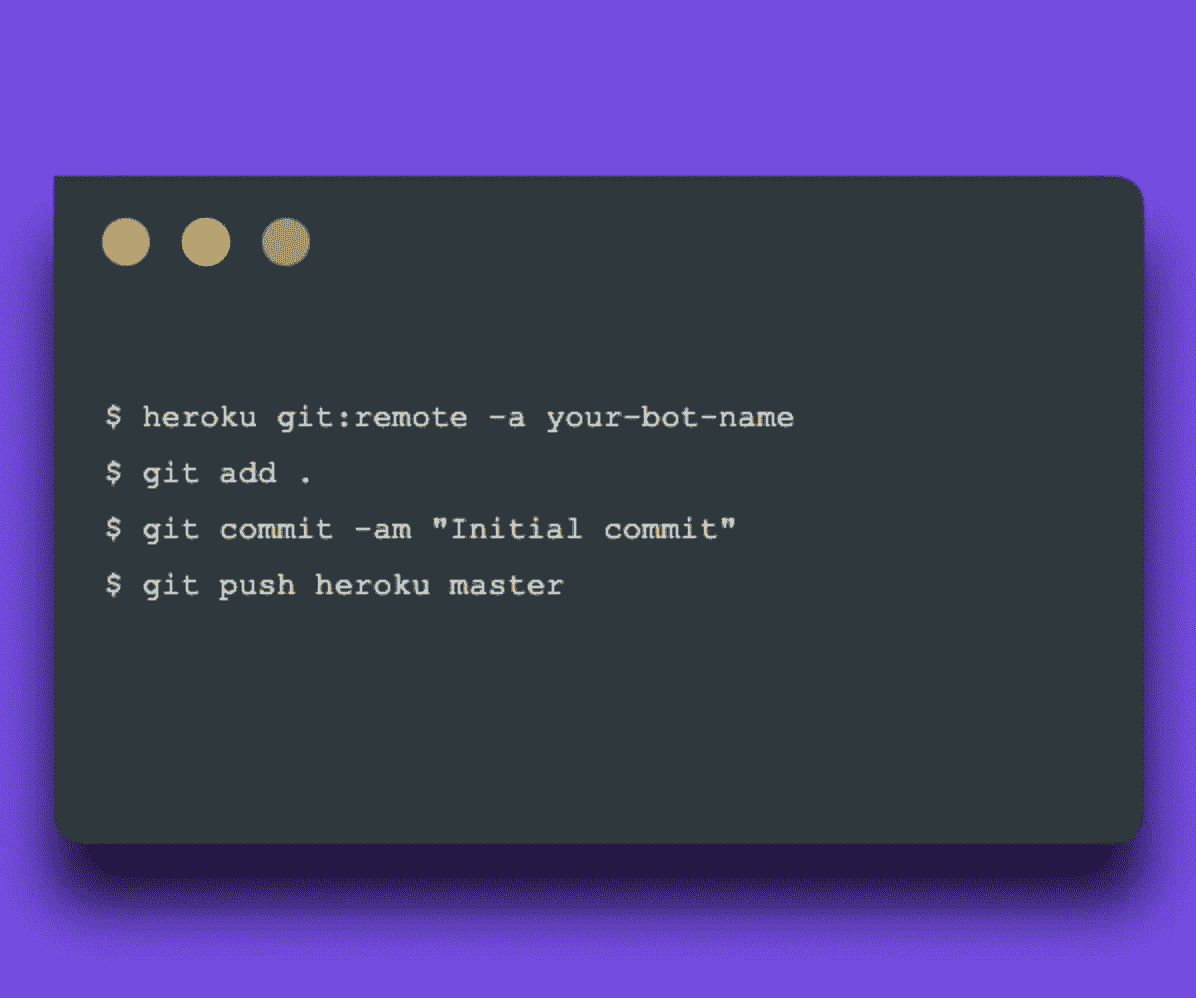 $ heroku git:remote -a your-bot-name
$ git add .
$ git commit -am "Initial commit"
$ git push heroku master